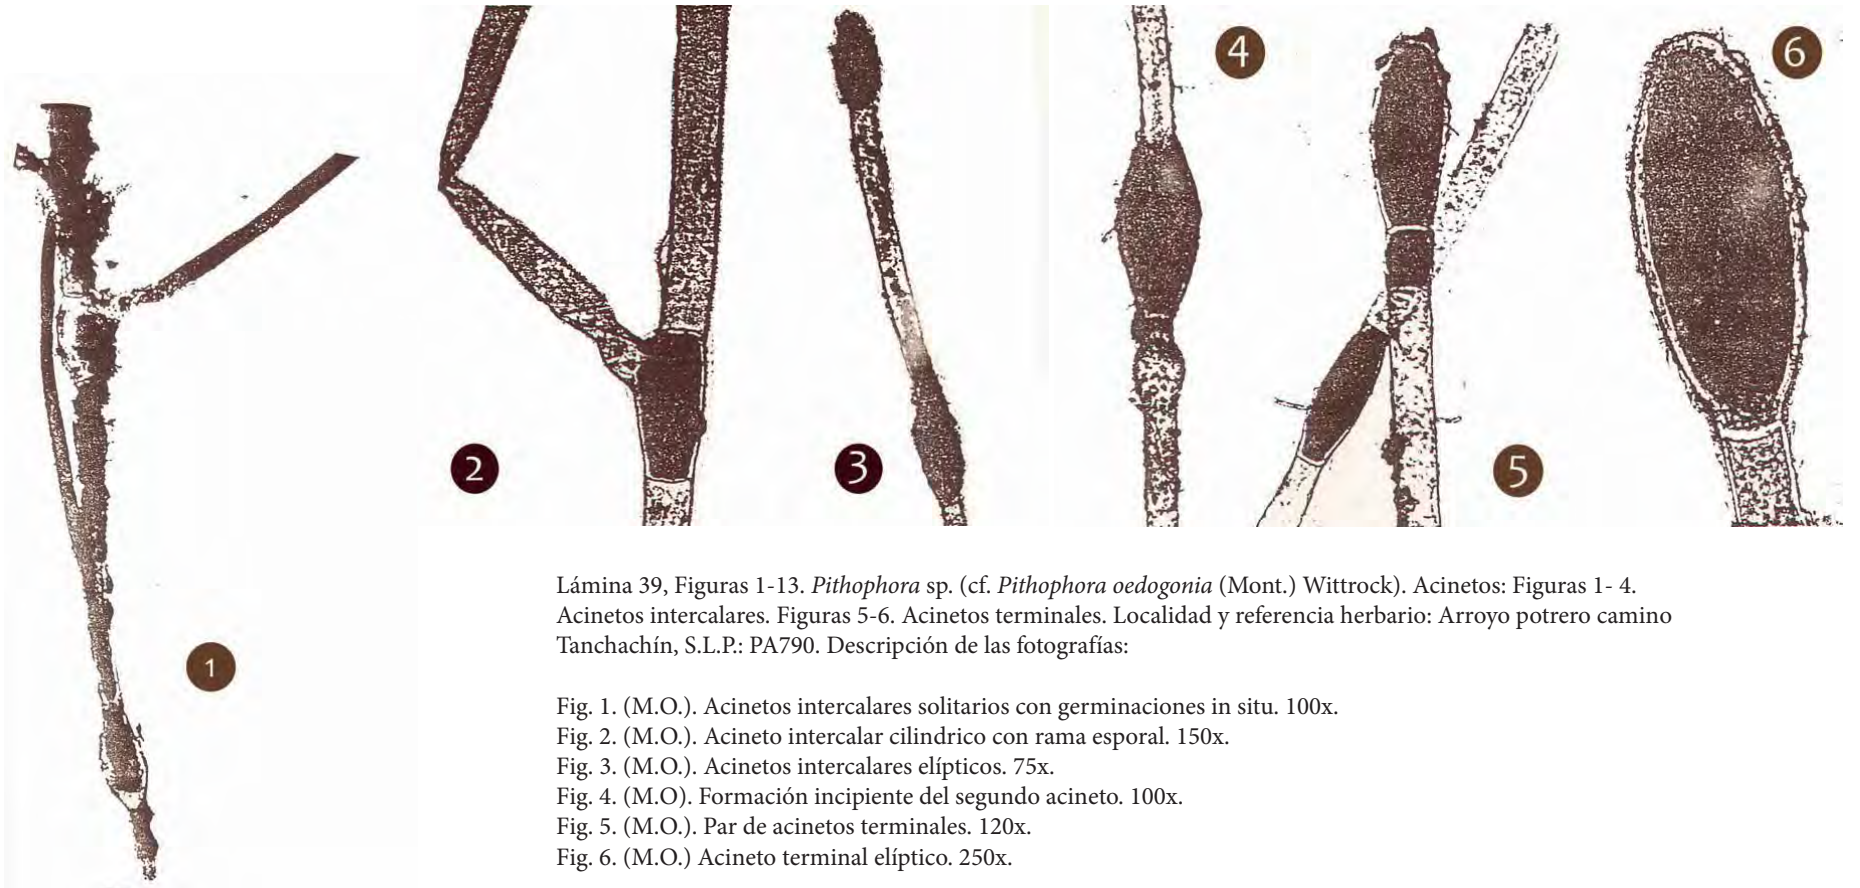 4
6
2
3
5
1
Lámina 39, Figuras 1-13. Pithophora sp. (cf. Pithophora oedogonia (Mont.) Wittrock). Acinetos: Figuras 1- 4.
Acinetos intercalares. Figuras 5-6. Acinetos terminales. Localidad y referencia herbario: Arroyo potrero camino
Tanchachín, S.L.P.: PA790. Descripción de las fotografías:
Fig. 1. (M.O.). Acinetos intercalares solitarios con germinaciones in situ. 100x.
Fig. 2. (M.O.). Acineto intercalar cilindrico con rama esporal. 150x.
Fig. 3. (M.O.). Acinetos intercalares elípticos. 75x.
Fig. 4. (M.O). Formación incipiente del segundo acineto. 100x.
Fig. 5. (M.O.). Par de acinetos terminales. 120x.
Fig. 6. (M.O.) Acineto terminal elíptico. 250x.